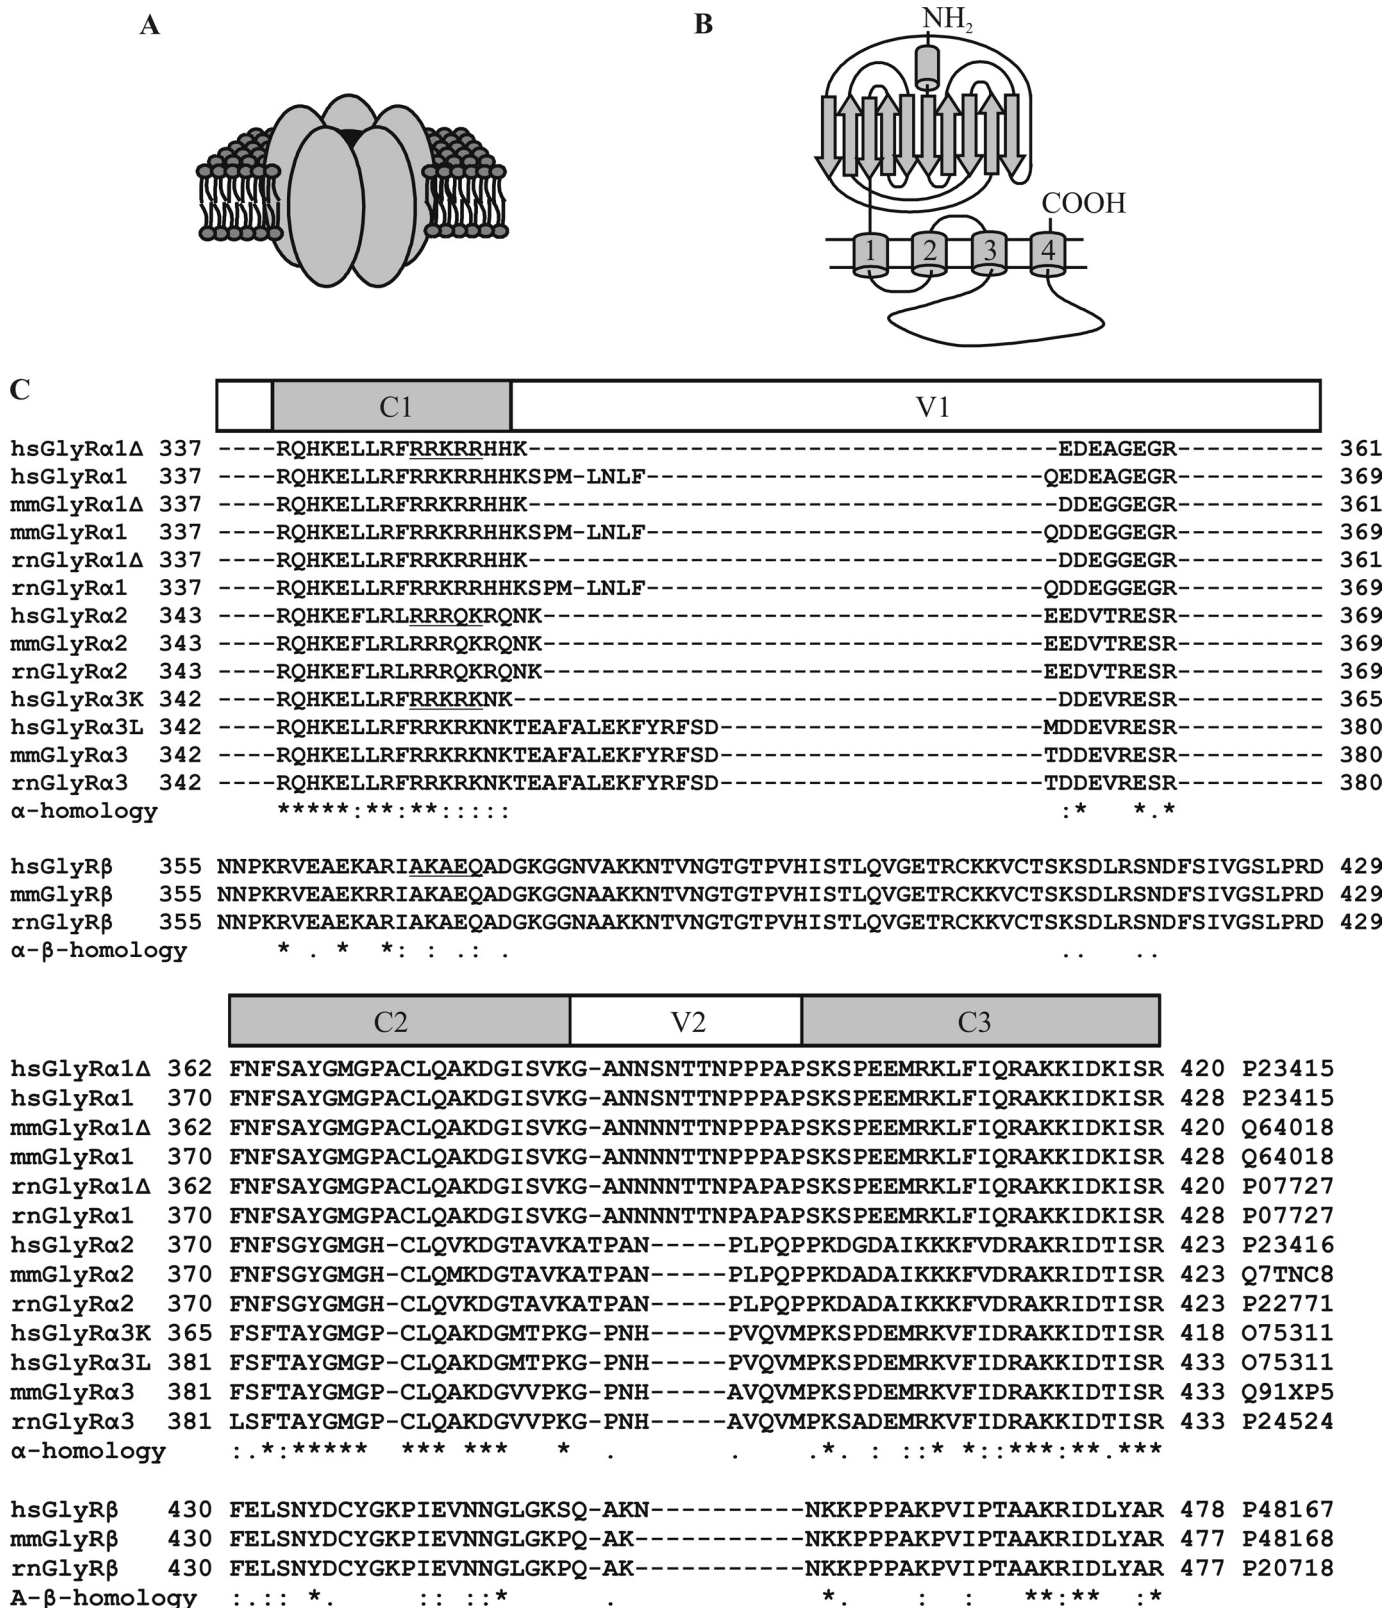 A
B
NH2
COOH
1 2 3 4
C
C1 V1
hsGlyRα1Δ 337 ----RQHKELLRFRRKRRHHK------------------------------------EDEAGEGR---------- 361
hsGlyRα1 337 ----RQHKELLRFRRKRRHHKSPM-LNLF---------------------------QEDEAGEGR---------- 369
mmGlyRα1Δ 337 ----RQHKELLRFRRKRRHHK------------------------------------DDEGGEGR---------- 361
mmGlyRα1 337 ----RQHKELLRFRRKRRHHKSPM-LNLF---------------------------QDDEGGEGR---------- 369
rnGlyRα1Δ 337 ----RQHKELLRFRRKRRHHK------------------------------------DDEGGEGR---------- 361
rnGlyRα1 337 ----RQHKELLRFRRKRRHHKSPM-LNLF---------------------------QDDEGGEGR---------- 369
hsGlyRα2 343 ----RQHKEFLRLRRRQKRQNK----------------------------------EEDVTRESR---------- 369
mmGlyRα2 343 ----RQHKEFLRLRRRQKRQNK----------------------------------EEDVTRESR---------- 369
rnGlyRα2 343 ----RQHKEFLRLRRRQKRQNK----------------------------------EEDVTRESR---------- 369
hsGlyRα3K 342 ----RQHKELLRFRRKRKNK-------------------------------------DDEVRESR---------- 365
hsGlyRα3L 342 ----RQHKELLRFRRKRKNKTEAFALEKFYRFSD----------------------MDDEVRESR---------- 380
mmGlyRα3 342 ----RQHKELLRFRRKRKNKTEAFALEKFYRFSD----------------------TDDEVRESR---------- 380
rnGlyRα3 342 ----RQHKELLRFRRKRKNKTEAFALEKFYRFSD----------------------TDDEVRESR---------- 380
α-homology *****:**:**::::: :* *.*
hsGlyRβ 355 NNPKRVEAEKARIAKAEQADGKGGNVAKKNTVNGTGTPVHISTLQVGETRCKKVCTSKSDLRSNDFSIVGSLPRD 429
mmGlyRβ 355 NNPKRVEAEKRRIAKAEQADGKGGNAAKKNTVNGTGTPVHISTLQVGETRCKKVCTSKSDLRSNDFSIVGSLPRD 429
rnGlyRβ 355 NNPKRVEAEKARIAKAEQADGKGGNAAKKNTVNGTGTPVHISTLQVGETRCKKVCTSKSDLRSNDFSIVGSLPRD 429
α-β-homology * . * *: : .: . .. ..
C2 V2 C3
hsGlyRα1Δ 362 FNFSAYGMGPACLQAKDGISVKG-ANNSNTTNPPPAPSKSPEEMRKLFIQRAKKIDKISR 420 P23415
hsGlyRα1 370 FNFSAYGMGPACLQAKDGISVKG-ANNSNTTNPPPAPSKSPEEMRKLFIQRAKKIDKISR 428 P23415
mmGlyRα1Δ 362 FNFSAYGMGPACLQAKDGISVKG-ANNNNTTNPPPAPSKSPEEMRKLFIQRAKKIDKISR 420 Q64018
mmGlyRα1 370 FNFSAYGMGPACLQAKDGISVKG-ANNNNTTNPPPAPSKSPEEMRKLFIQRAKKIDKISR 428 Q64018
rnGlyRα1Δ 362 FNFSAYGMGPACLQAKDGISVKG-ANNNNTTNPAPAPSKSPEEMRKLFIQRAKKIDKISR 420 P07727
rnGlyRα1 370 FNFSAYGMGPACLQAKDGISVKG-ANNNNTTNPAPAPSKSPEEMRKLFIQRAKKIDKISR 428 P07727
hsGlyRα2 370 FNFSGYGMGH-CLQVKDGTAVKATPAN-----PLPQPPKDGDAIKKKFVDRAKRIDTISR 423 P23416
mmGlyRα2 370 FNFSGYGMGH-CLQMKDGTAVKATPAN-----PLPQPPKDADAIKKKFVDRAKRIDTISR 423 Q7TNC8
rnGlyRα2 370 FNFSGYGMGH-CLQVKDGTAVKATPAN-----PLPQPPKDADAIKKKFVDRAKRIDTISR 423 P22771
hsGlyRα3K 365 FSFTAYGMGP-CLQAKDGMTPKG-PNH-----PVQVMPKSPDEMRKVFIDRAKKIDTISR 418 O75311
hsGlyRα3L 381 FSFTAYGMGP-CLQAKDGMTPKG-PNH-----PVQVMPKSPDEMRKVFIDRAKKIDTISR 433 O75311
mmGlyRα3 381 FSFTAYGMGP-CLQAKDGVVPKG-PNH-----AVQVMPKSPDEMRKVFIDRAKKIDTISR 433 Q91XP5
rnGlyRα3 381 LSFTAYGMGP-CLQAKDGVVPKG-PNH-----AVQVMPKSADEMRKVFIDRAKKIDTISR 433 P24524
α-homology :.*:***** *** *** * . . .*. : ::* *::***:**.***
hsGlyRβ 430 FELSNYDCYGKPIEVNNGLGKSQ-AKN----------NKKPPPAKPVIPTAAKRIDLYAR 478 P48167
mmGlyRβ 430 FELSNYDCYGKPIEVNNGLGKPQ-AK-----------NKKPPPAKPVIPTAAKRIDLYAR 477 P48168
rnGlyRβ 430 FELSNYDCYGKPIEVNNGLGKPQ-AK-----------NKKPPPAKPVIPTAAKRIDLYAR 477 P20718
A-β-homology :.:: *. :: ::* . *. : : **:** :*